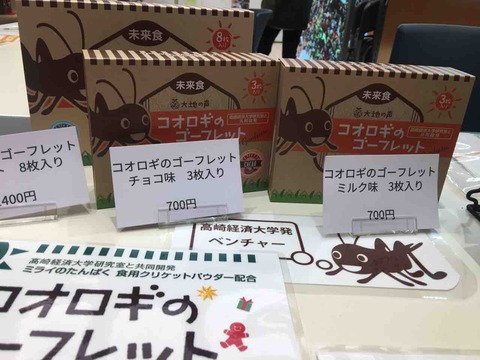 未来食
8枚入り
未来食
3枚
大地の声
コオロギの
ゴーフレット
未来食
3枚
大地の声
コオロギの
ゴーフレット
ゴーフレット
8枚入り
,400円
コオロギのゴーフレット
チョコ味 3枚入り
700円
コオロギのゴーフレット
ミルク味 3枚入り
700円
高崎経済大学発
ベンチャー
高崎経済大学研究室と共同開発
ミライのたんぱく 食用クリケットパウダー配合
コオロギの
ゴーフレット